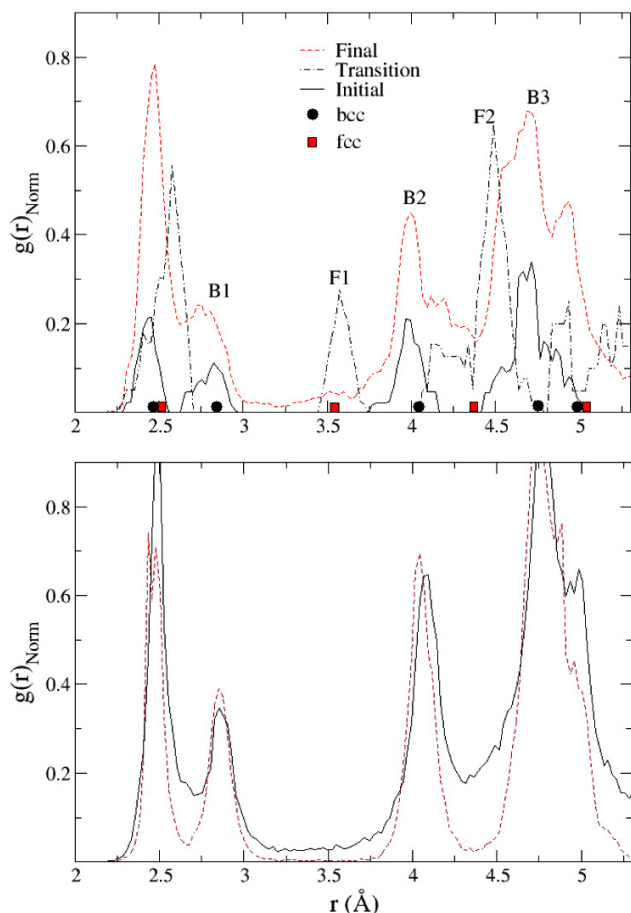 Final
Transition
Initial
bcc
fcc
B1
F1
B2
F2
B3
g(r)Norm
0.8
0.6
0.4
0.2
2 2.5 3 3.5 4 4.5 5
g(r)Norm
0.8
0.6
0.4
0.2
2 2.5 3 3.5 4 4.5 5
r (Å)